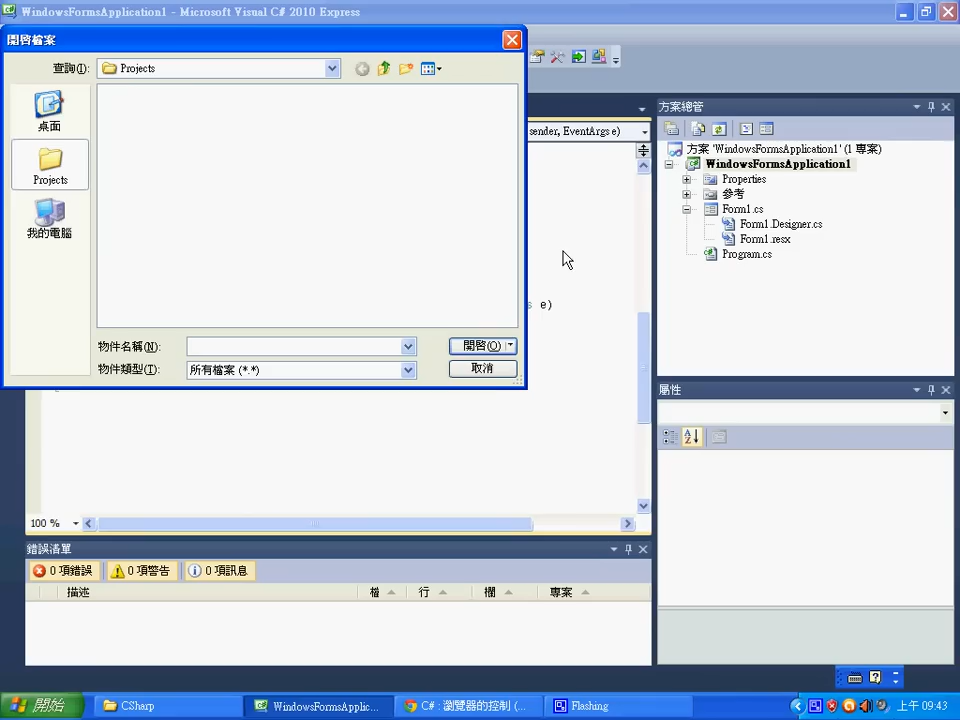 WindowsFormsApplication1 - Microsoft Visual C# 2010 Express
開啓檔案
查詢(I):
Projects
桌面
Projects
我的電腦
物件名稱(N):
開啓(O)
物件類型(T):
所有檔案 (*.*)
取消
sender, EventArgs e)
s e)
100 %
方案總管
方案 'WindowsFormsApplication1' (1 專案)
WindowsFormsApplication1
Properties
參考
Form1.cs
Form1.Designer.cs
Form1.resx
Program.cs
屬性
錯誤清單
0 項錯誤
0 項警告
0 項訊息
描述
檔
行
欄
專案
開始
CSharp
WindowsFormsApplic...
C# : 瀏覽器的控制 (...
Flashing
上午 09:43